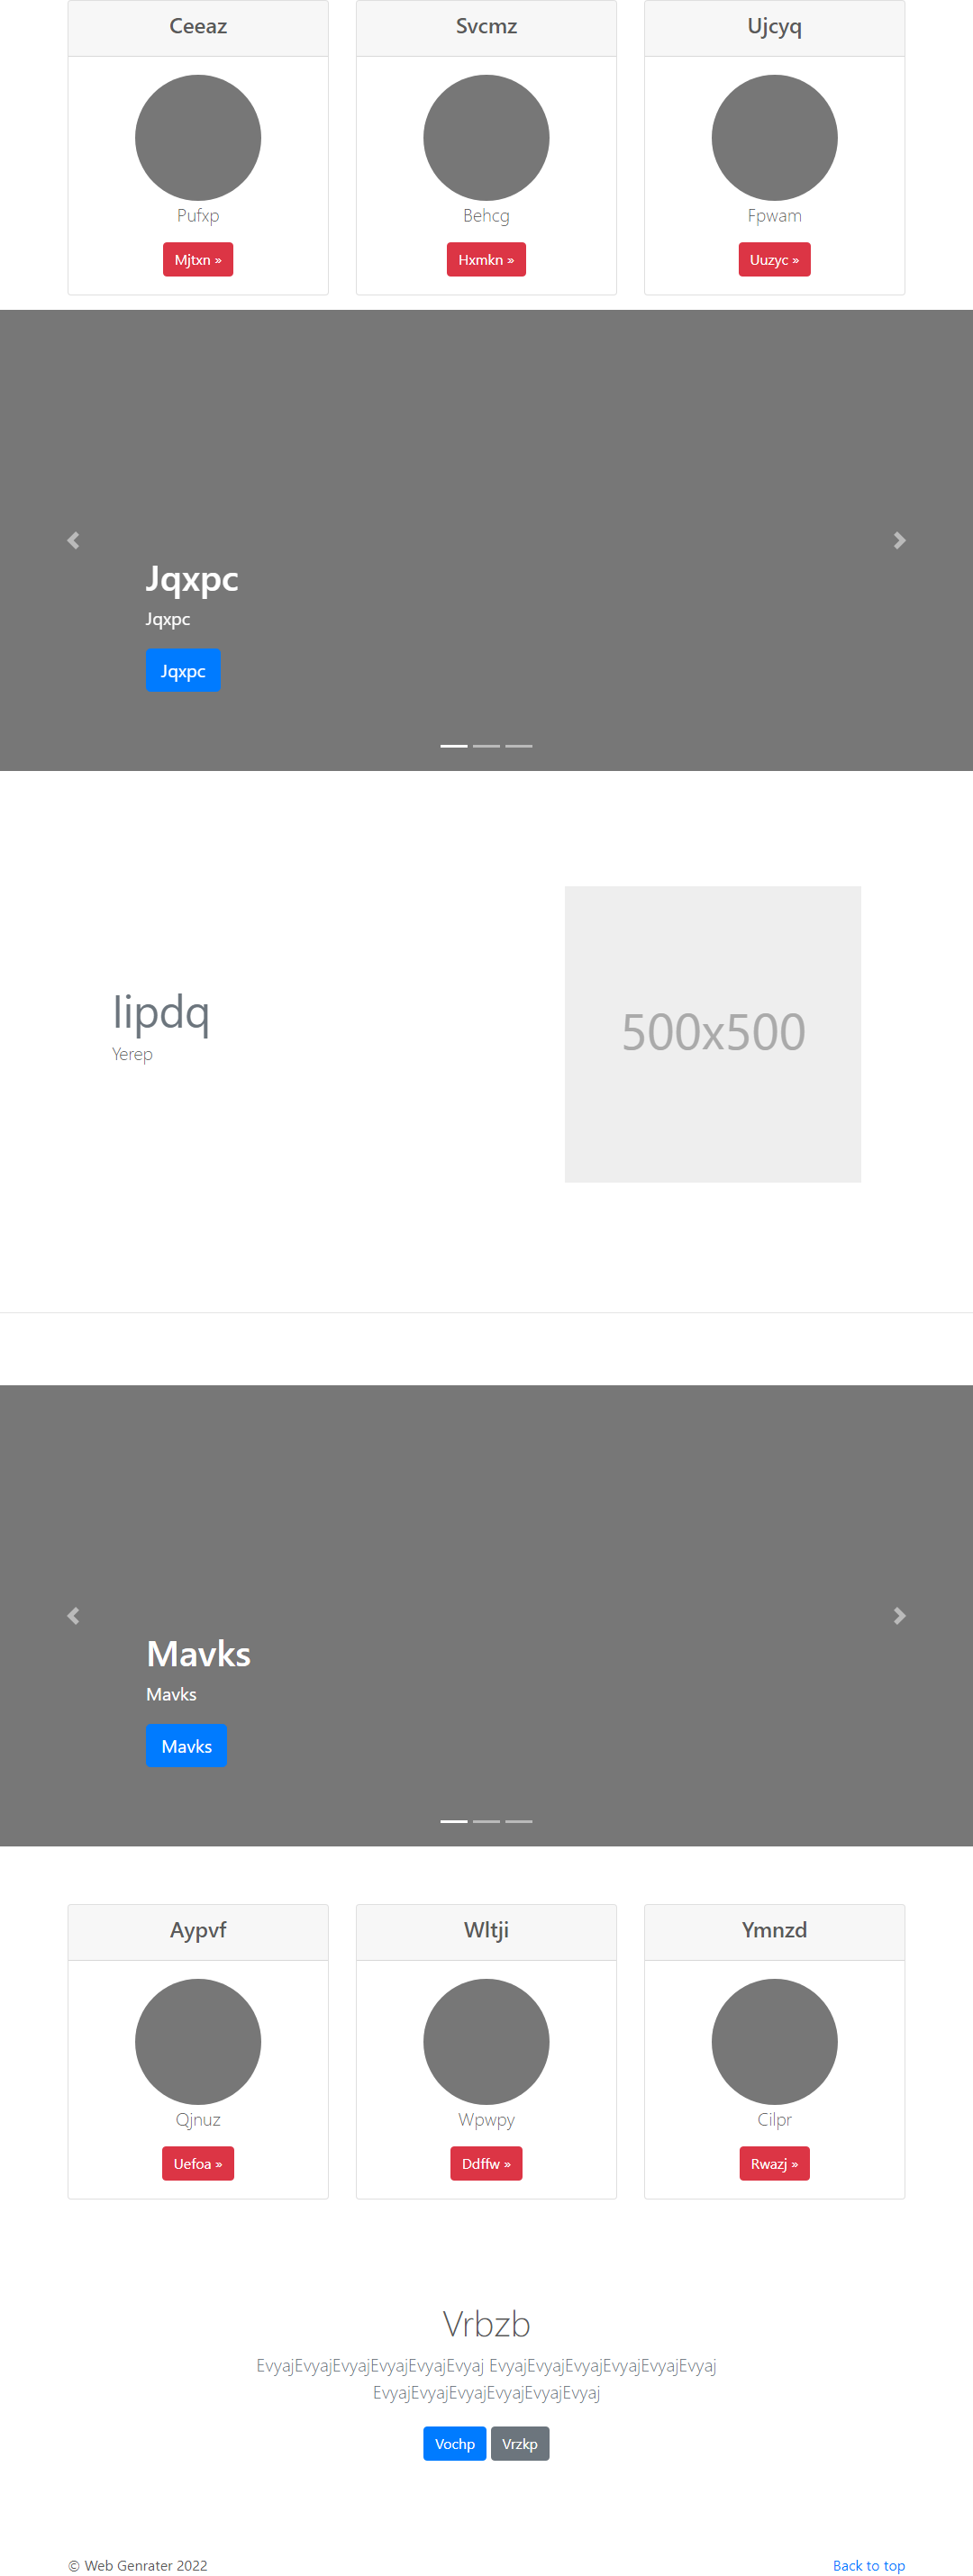 Ceeaz
Svcmz
Ujcyq
Pufxp
Behcg
Fpwam
Mjtxn »
Hxmkn »
Uuzyc »
Jqxpc
Jqxpc
Jqxpc
Iipdq
Yerep
500x500
Mavks
Mavks
Mavks
Aypvf
Wltji
Ymnzd
Qjnuz
Wpwpy
Cilpr
Uefoa »
Ddffw »
Rwazj »
Vrbzb
EvyajEvyajEvyajEvyajEvyajEvyaj EvyajEvyajEvyajEvyajEvyajEvyaj
EvyajEvyajEvyajEvyajEvyajEvyaj
Vochp
Vrzkp
© Web Genrater 2022
Back to top